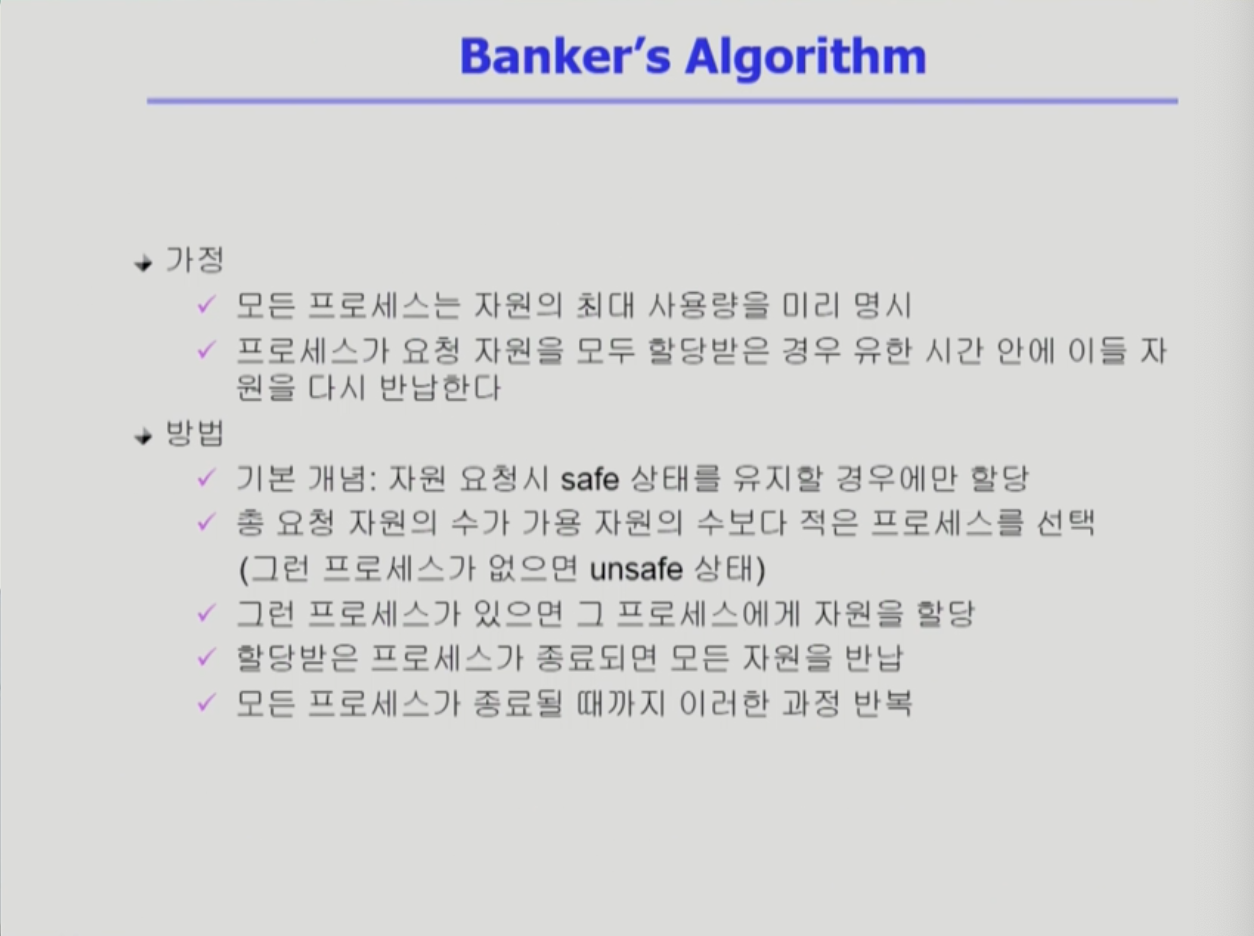 Banker's Algorithm
가정
모든 프로세스는 자원의 최대 사용량을 미리 명시
프로세스가 요청 자원을 모두 할당받은 경우 유한 시간 안에 이들 자
원을 다시 반납한다
방법
기본 개념: 자원 요청시 safe 상태를 유지할 경우에만 할당
총 요청 자원의 수가 가용 자원의 수보다 적은 프로세스를 선택
(그런 프로세스가 없으면 unsafe 상태)
그런 프로세스가 있으면 그 프로세스에게 자원을 할당
할당받은 프로세스가 종료되면 모든 자원을 반납
모든 프로세스가 종료될 때까지 이러한 과정 반복